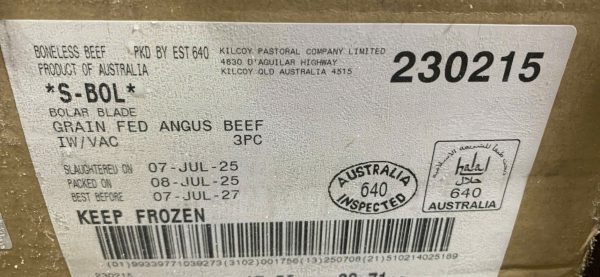 BONELESS BEEF PKD BY EST 640
PRODUCT OF AUSTRALIA
KILCOY PASTORAL COMPANY LIMITED
4830 D'AGUILAR HIGHWAY
KILCOY QLD AUSTRALIA 4515
230215
*S-BOL*
BOLAR BLADE
GRAIN FED ANGUS BEEF
IW/VAC 3PC
SLAUGHTERED ON 07-JUL-25
PACKED ON 08-JUL-25
BEST BEFORE 07-JUL-27
KEEP FROZEN
AUSTRALIA
640
INSPECTED
halal
حلال
640
AUSTRALIA
(01)99339771039273(3102)001756(13)250708(21)510214025189
230215